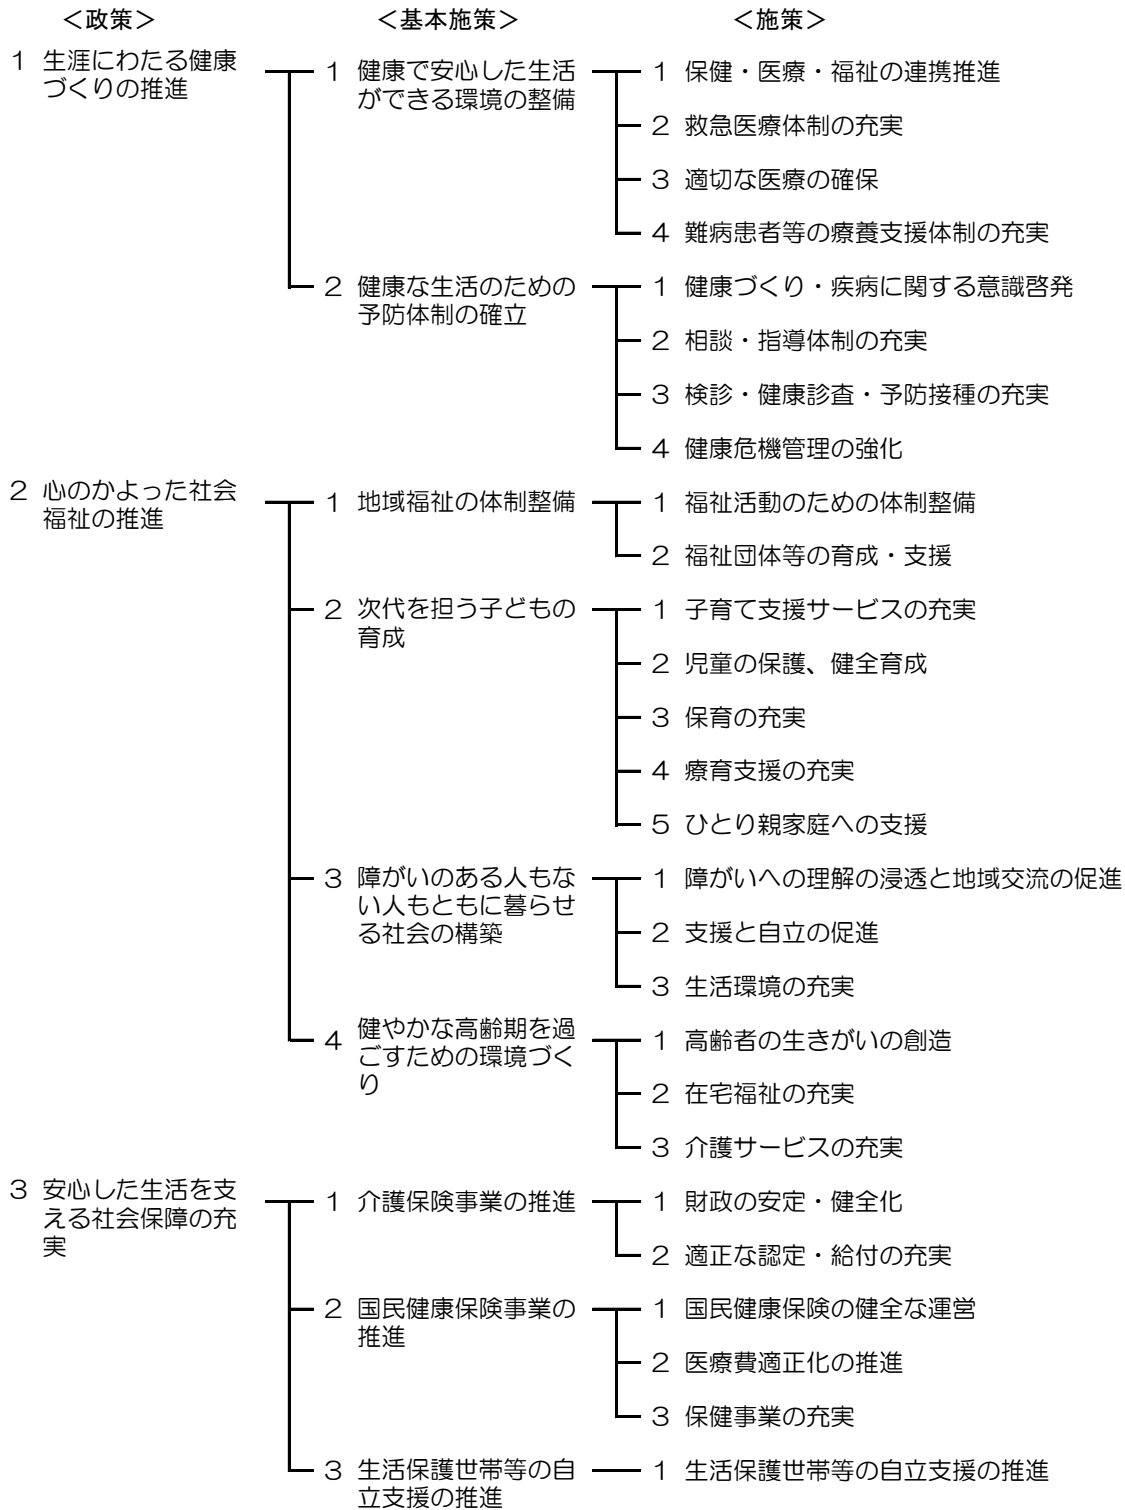 ＜政策＞　＜基本施策＞　＜施策＞
１ 生涯にわたる健康
づくりの推進
１ 健康で安心した生活
ができる環境の整備
１ 保健・医療・福祉の連携推進
２ 救急医療体制の充実
３ 適切な医療の確保
４ 難病患者等の療養支援体制の充実
２ 健康な生活のための
予防体制の確立
１ 健康づくり・疾病に関する意識啓発
２ 相談・指導体制の充実
３ 検診・健康診査・予防接種の充実
４ 健康危機管理の強化
２ 心のかよった社会
福祉の推進
１ 地域福祉の体制整備
１ 福祉活動のための体制整備
２ 福祉団体等の育成・支援
２ 次代を担う子どもの
育成
１ 子育て支援サービスの充実
２ 児童の保護、健全育成
３ 保育の充実
４ 療育支援の充実
５ ひとり親家庭への支援
３ 障がいのある人もな
い人もともに暮らせ
る社会の構築
１ 障がいへの理解の浸透と地域交流の促進
２ 支援と自立の促進
３ 生活環境の充実
４ 健やかな高齢期を過
ごすための環境づく
り
１ 高齢者の生きがいの創造
２ 在宅福祉の充実
３ 介護サービスの充実
３ 安心した生活を支
える社会保障の充
実
１ 介護保険事業の推進
１ 財政の安定・健全化
２ 適正な認定・給付の充実
２ 国民健康保険事業の
推進
１ 国民健康保険の健全な運営
２ 医療費適正化の推進
３ 保健事業の充実
３ 生活保護世帯等の自
立支援の推進
１ 生活保護世帯等の自立支援の推進